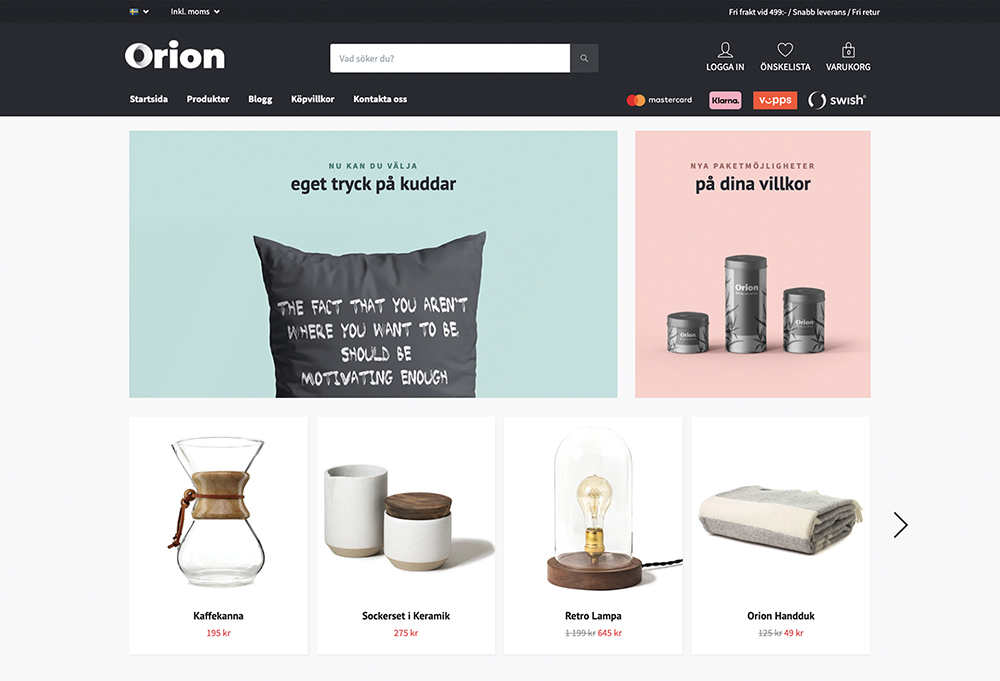 Inkl. moms
Fri frakt vid 499:- / Snabb leverans / Fri retur
Orion
Vad söker du?
LOGGA IN
ÖNSKELISTA
0
VARUKORG
Startsida
Produkter
Blogg
Köpvillkor
Kontakta oss
mastercard
Klarna.
vipps
swish
NU KAN DU VÄLJA
eget tryck på kuddar
THE FACT THAT YOU AREN'T
WHERE YOU WANT TO BE
SHOULD BE
MOTIVATING ENOUGH
NYA PAKETMÖJLIGHETER
på dina villkor
Orion
Orion
Orion
Kaffekanna
195 kr
Sockerset i Keramik
275 kr
Retro Lampa
1 199 kr 645 kr
Orion Handduk
125 kr 49 kr